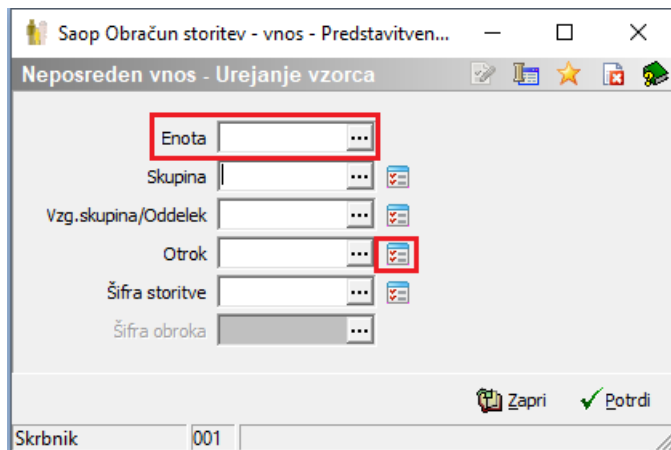 Saop Obračun storitev - vnos - Predstavitven...
Neposreden vnos - Urejanje vzorca
Enota
Skupina
Vzg.skupina/Oddelek
Otrok
Šifra storitve
Šifra obroka
Zapri Potrdi
Skrbnik 001